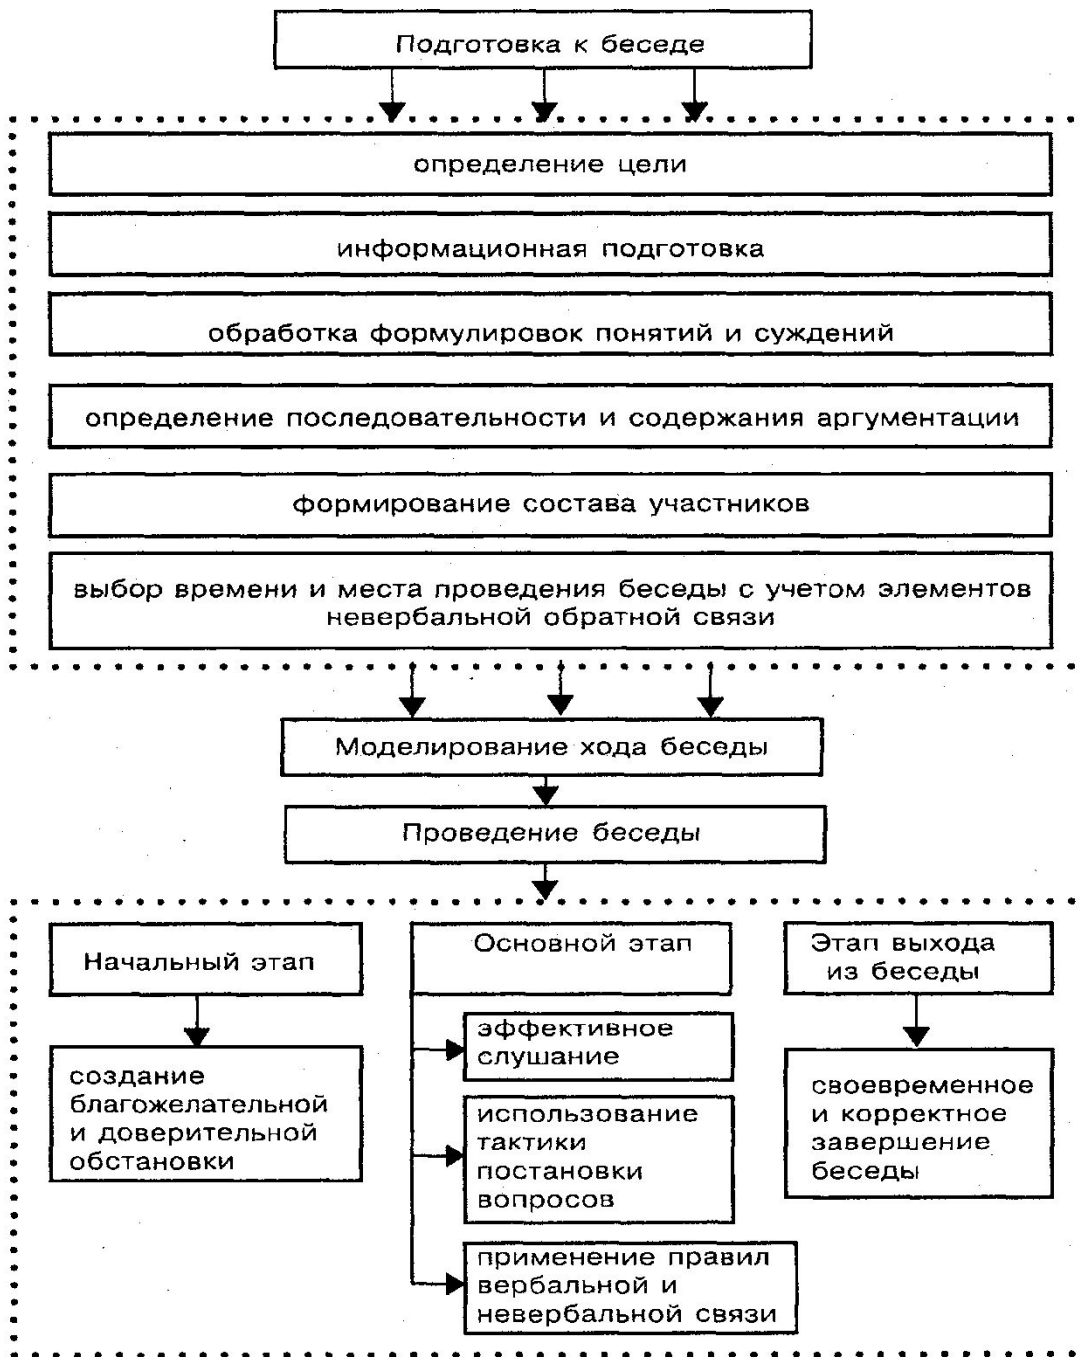 Подготовка к беседе
определение цели
информационная подготовка
обработка формулировок понятий и суждений
определение последовательности и содержания аргументации
формирование состава участников
выбор времени и места проведения беседы с учетом элементов
невербальной обратной связи
Моделирование хода беседы
Проведение беседы
Начальный этап
создание
благожелательной
и доверительной
обстановки
Основной этап
эффективное
слушание
использование
тактики
постановки
вопросов
применение правил
вербальной и
невербальной связи
Этап выхода
из беседы
своевременное
и корректное
завершение
беседы